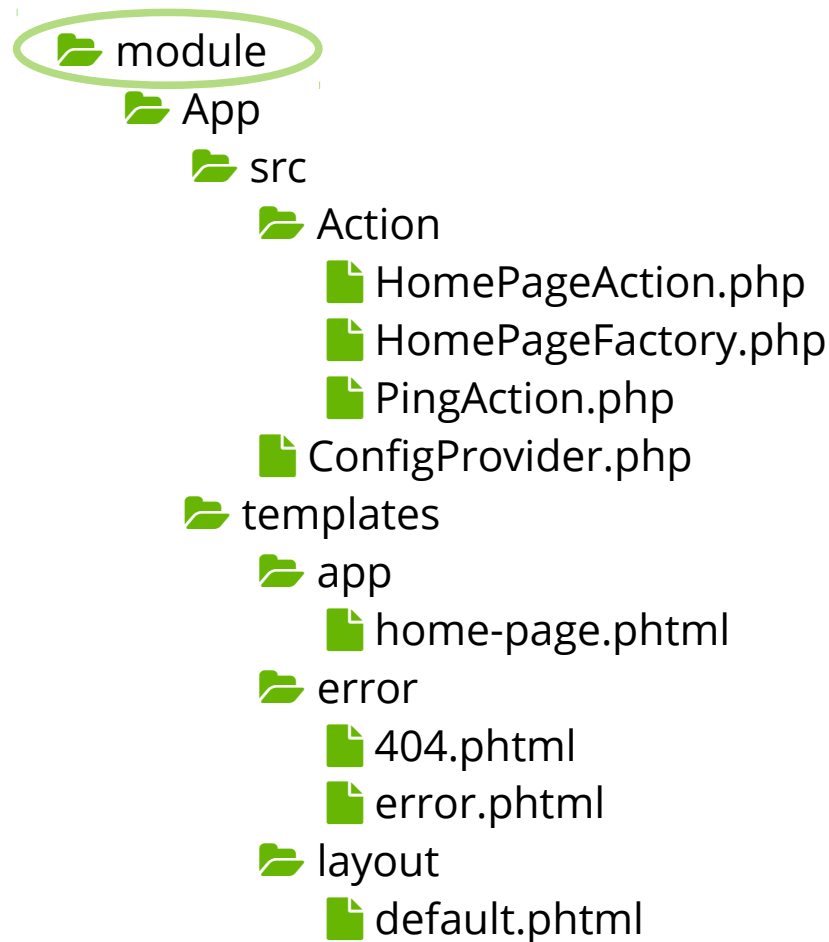 module
App
src
Action
HomePageAction.php
HomePageFactory.php
PingAction.php
ConfigProvider.php
templates
app
home-page.phtml
error
404.phtml
error.phtml
layout
default.phtml